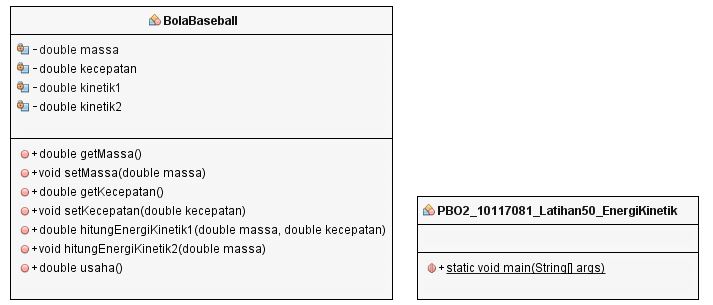 BolaBaseball
- double massa
- double kecepatan
- double kinetik1
- double kinetik2
+ double getMassa()
+ void setMassa(double massa)
+ double getKecepatan()
+ void setKecepatan(double kecepatan)
+ double hitungEnergiKinetik1(double massa, double kecepatan)
+ void hitungEnergiKinetik2(double massa)
+ double usaha()
PBO2_10117081_Latihan50_EnergiKinetik
+ static void main(String[] args)